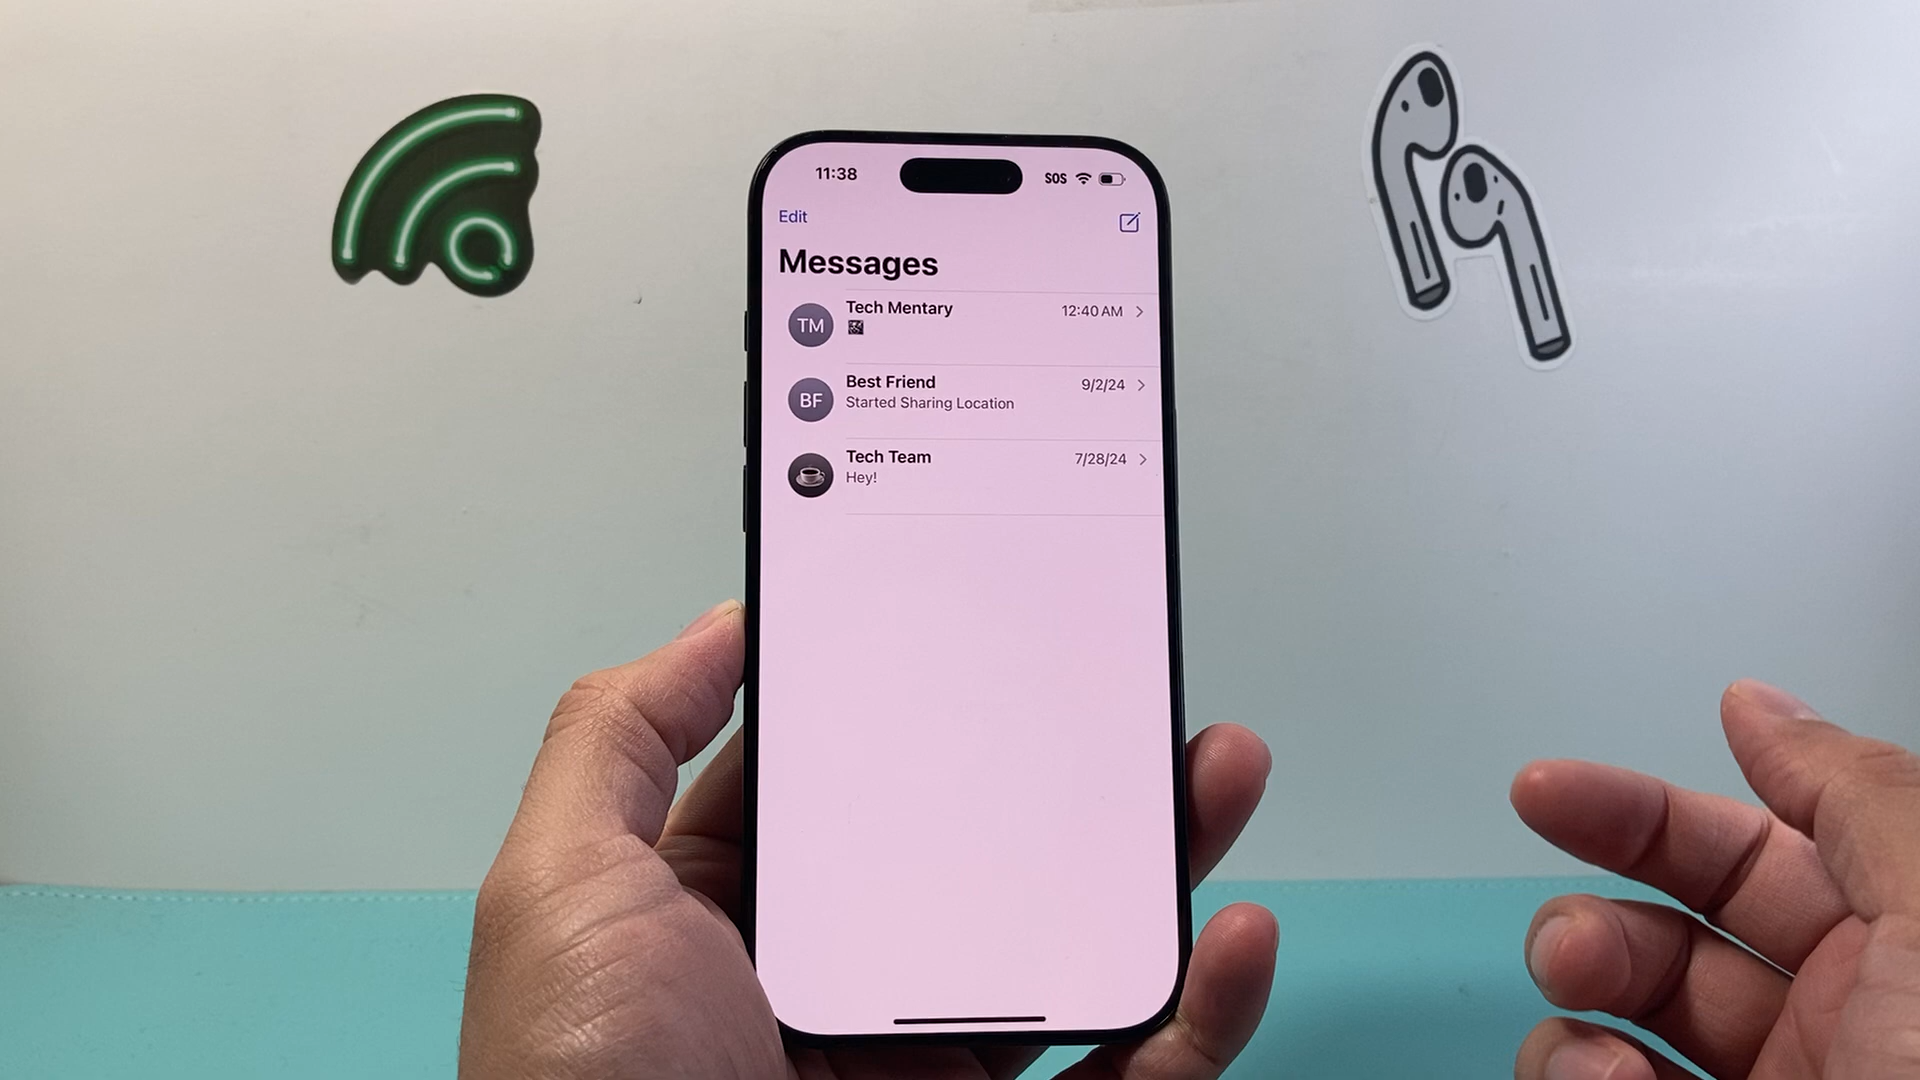 11:38
SOS
Edit
Messages
TM
Tech Mentary
12:40 AM
BF
Best Friend
9/2/24
Started Sharing Location
Tech Team
7/28/24
Hey!